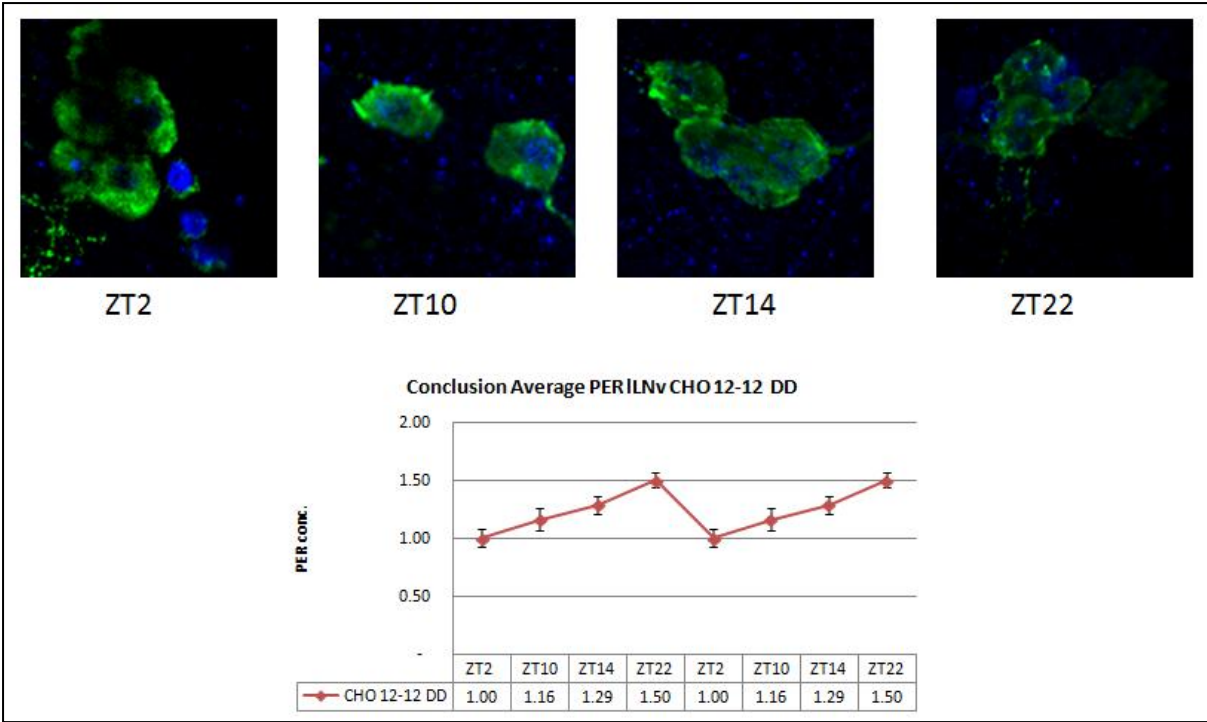 ZT2 ZT10 ZT14 ZT22
Conclusion Average PER lLNv CHO 12-12 DD
2.00
1.50
1.00
0.50
-
PER conc.
ZT2 ZT10 ZT14 ZT22 ZT2 ZT10 ZT14 ZT22
CHO 12-12 DD 1.00 1.16 1.29 1.50 1.00 1.16 1.29 1.50